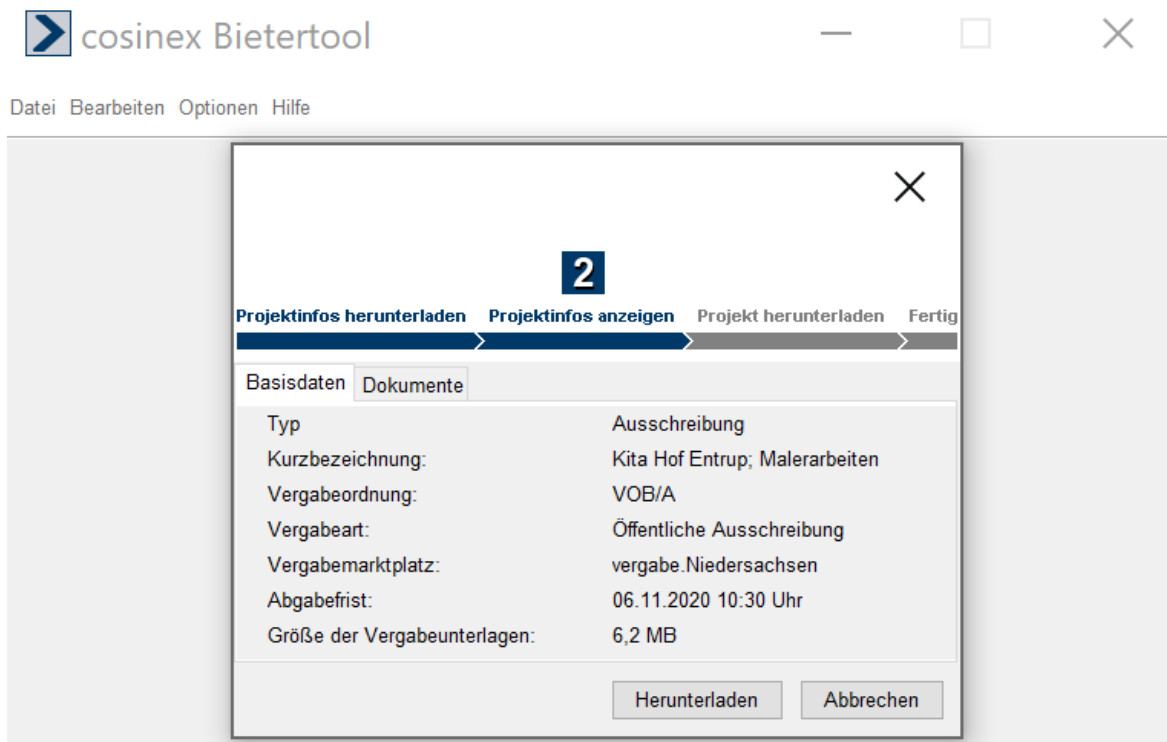 cosinex Bietertool
Datei Bearbeiten Optionen Hilfe
2
Projektinfos herunterladen Projektinfos anzeigen Projekt herunterladen Fertig
Basisdaten Dokumente
Typ Ausschreibung
Kurzbezeichnung: Kita Hof Entrup; Malerarbeiten
Vergabeordnung: VOB/A
Vergabeart: Öffentliche Ausschreibung
Vergabemarktplatz: vergabe.Niedersachsen
Abgabefrist: 06.11.2020 10:30 Uhr
Größe der Vergabeunterlagen: 6,2 MB
Herunterladen Abbrechen